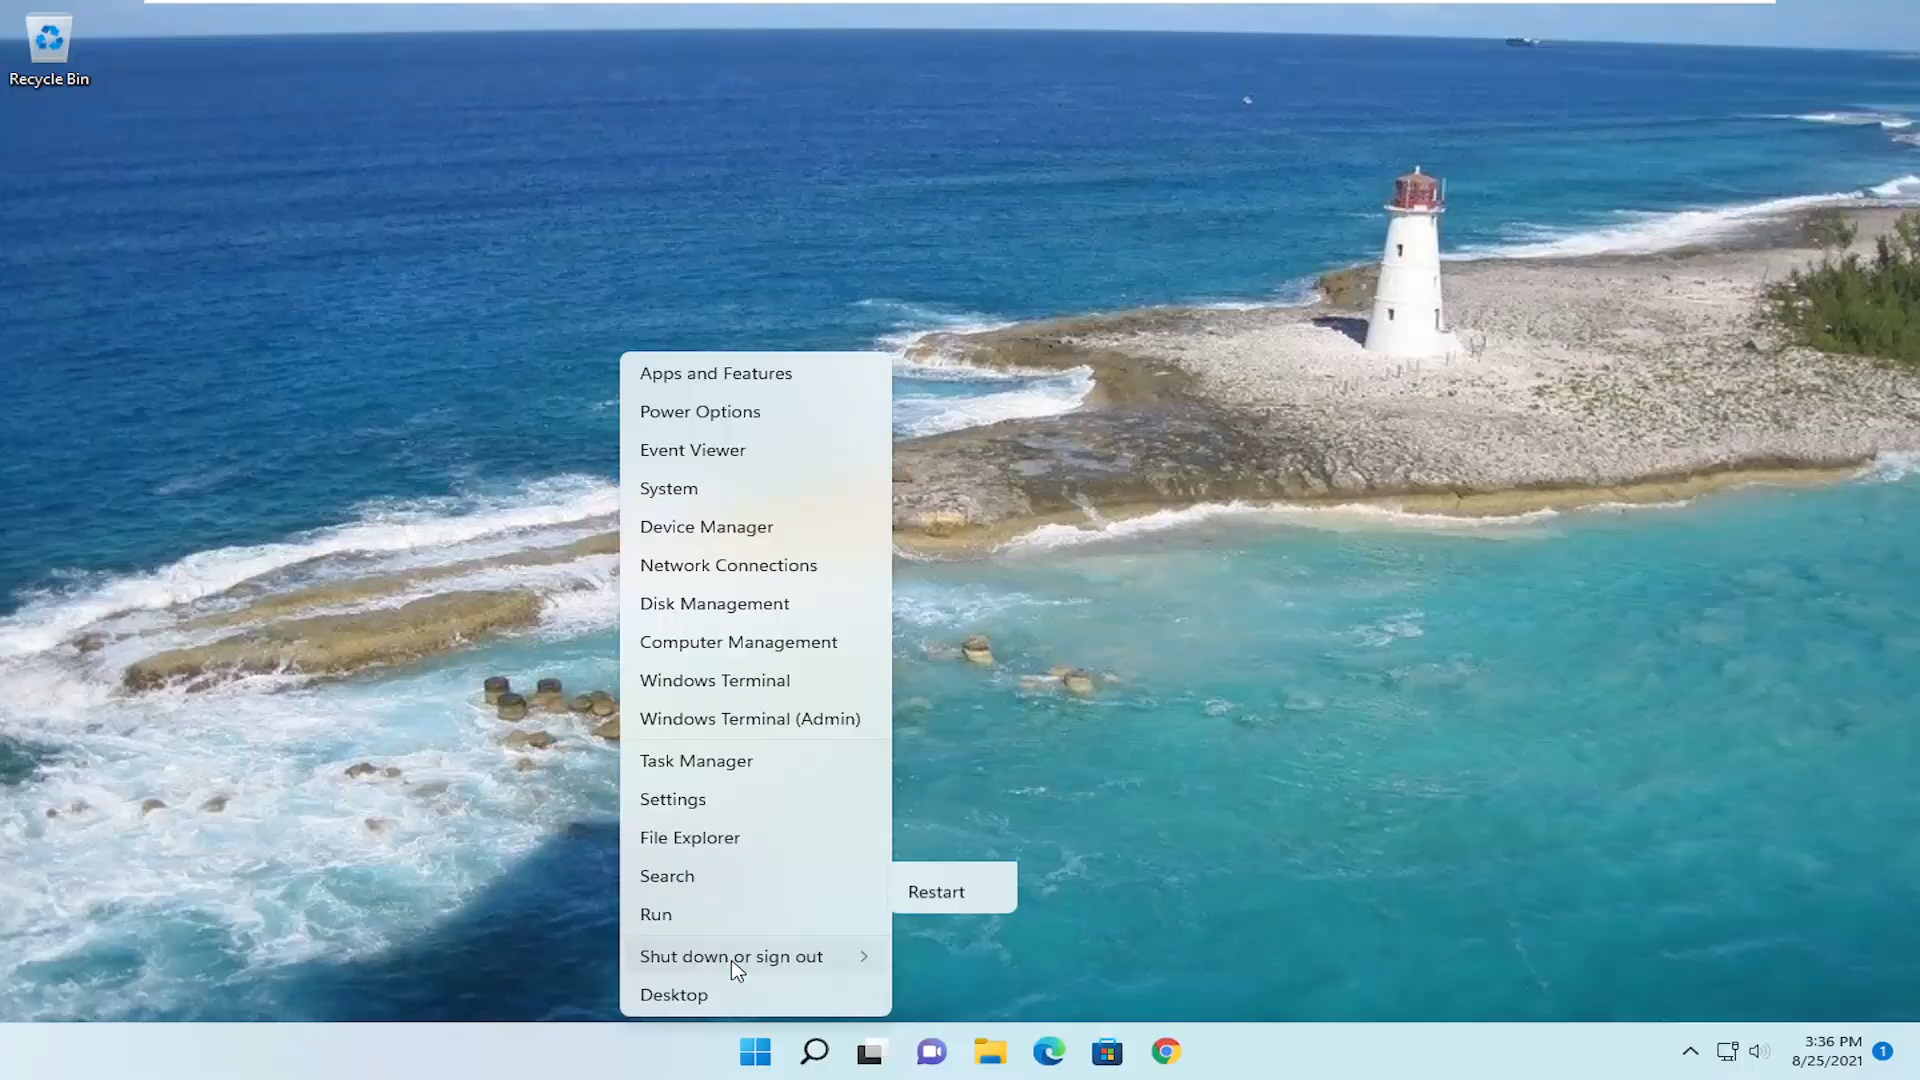 Recycle Bin
Apps and Features
Power Options
Event Viewer
System
Device Manager
Network Connections
Disk Management
Computer Management
Windows Terminal
Windows Terminal (Admin)
Task Manager
Settings
File Explorer
Search
Run
Shut down or sign out
Desktop
Restart
3:36 PM
8/25/2021
1